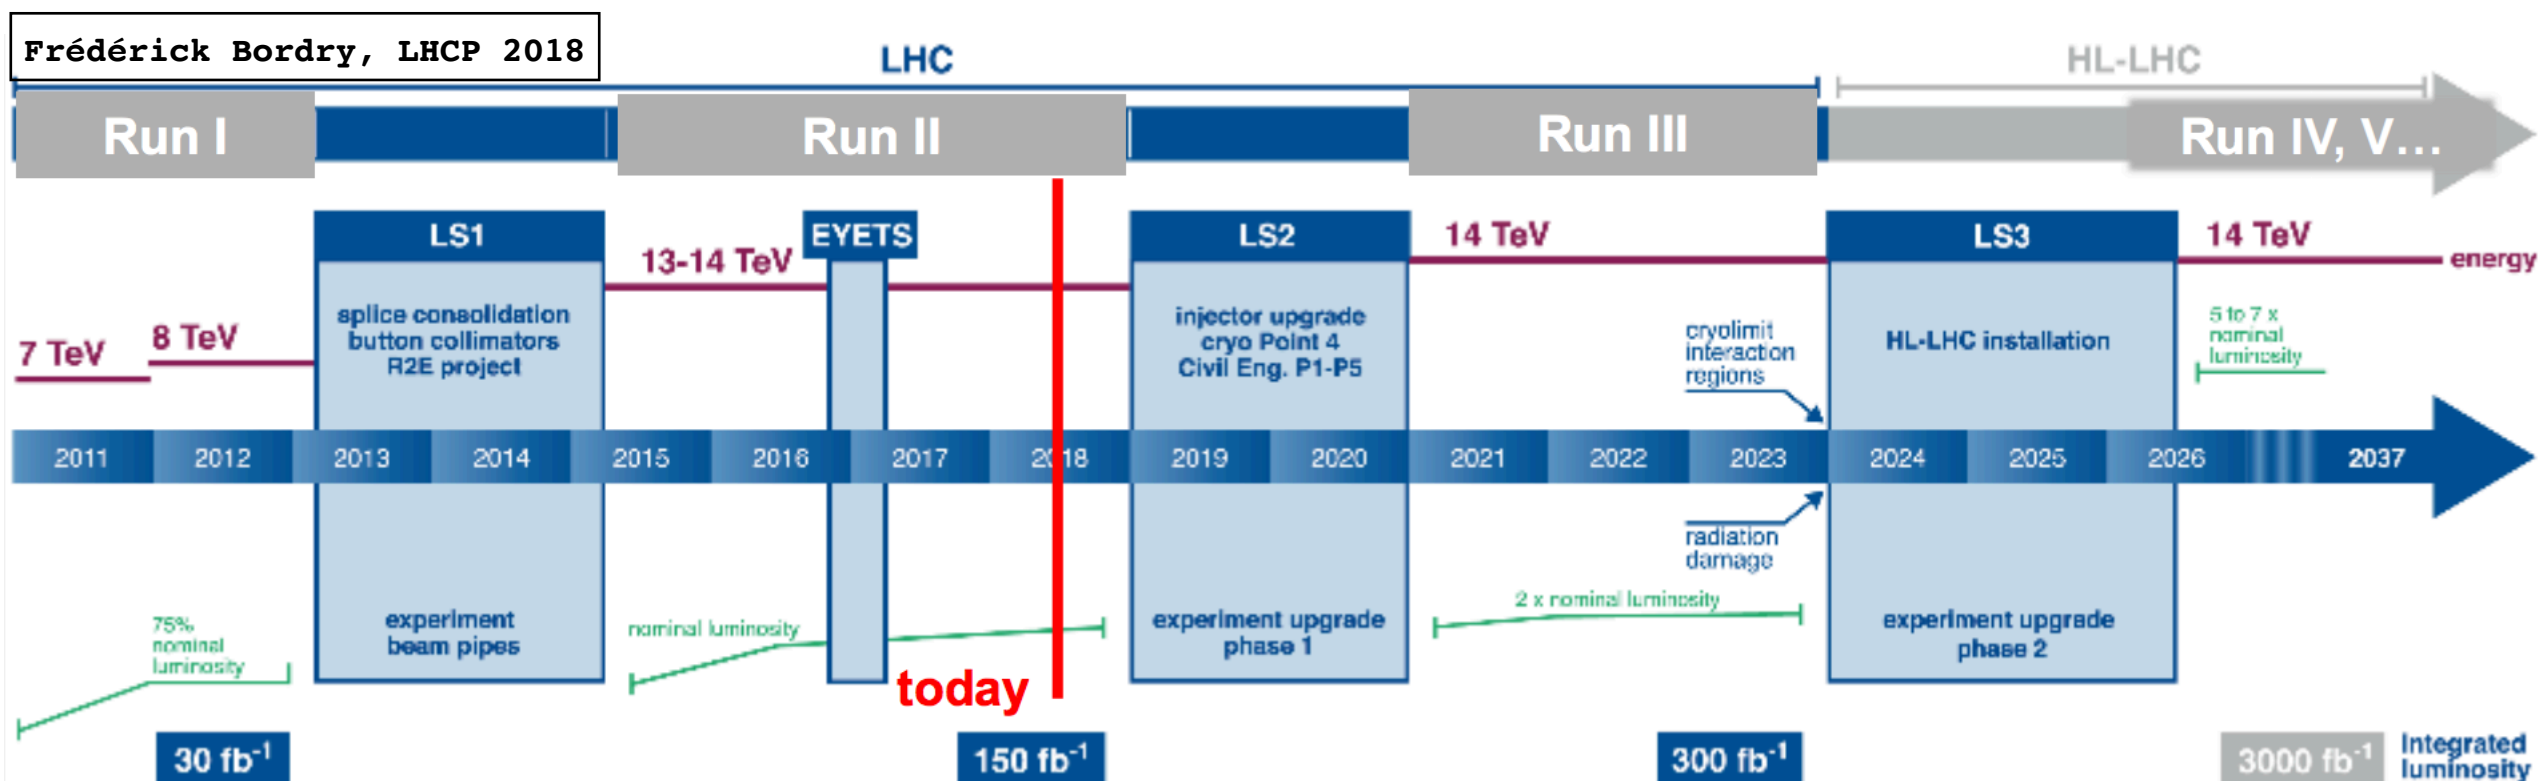 Frédérick Bordry, LHCP 2018
LHC
HL-LHC
Run I
Run II
Run III
Run IV, V...
LS1
EYETS
LS2
LS3
7 TeV
8 TeV
13-14 TeV
14 TeV
14 TeV
energy
splice consolidation
button collimators
R2E project
injector upgrade
cryo Point 4
Civil Eng. P1-P5
cryolimit
interaction
regions
HL-LHC installation
5 to 7 x
nominal
luminosity
2011
2012
2013
2014
2015
2016
2017
2018
2019
2020
2021
2022
2023
2024
2025
2026
2037
radiation
damage
75%
nominal
luminosity
experiment
beam pipes
nominal luminosity
experiment upgrade
phase 1
2 x nominal luminosity
experiment upgrade
phase 2
today
30 fb⁻¹
150 fb⁻¹
300 fb⁻¹
3000 fb⁻¹
Integrated
luminosity